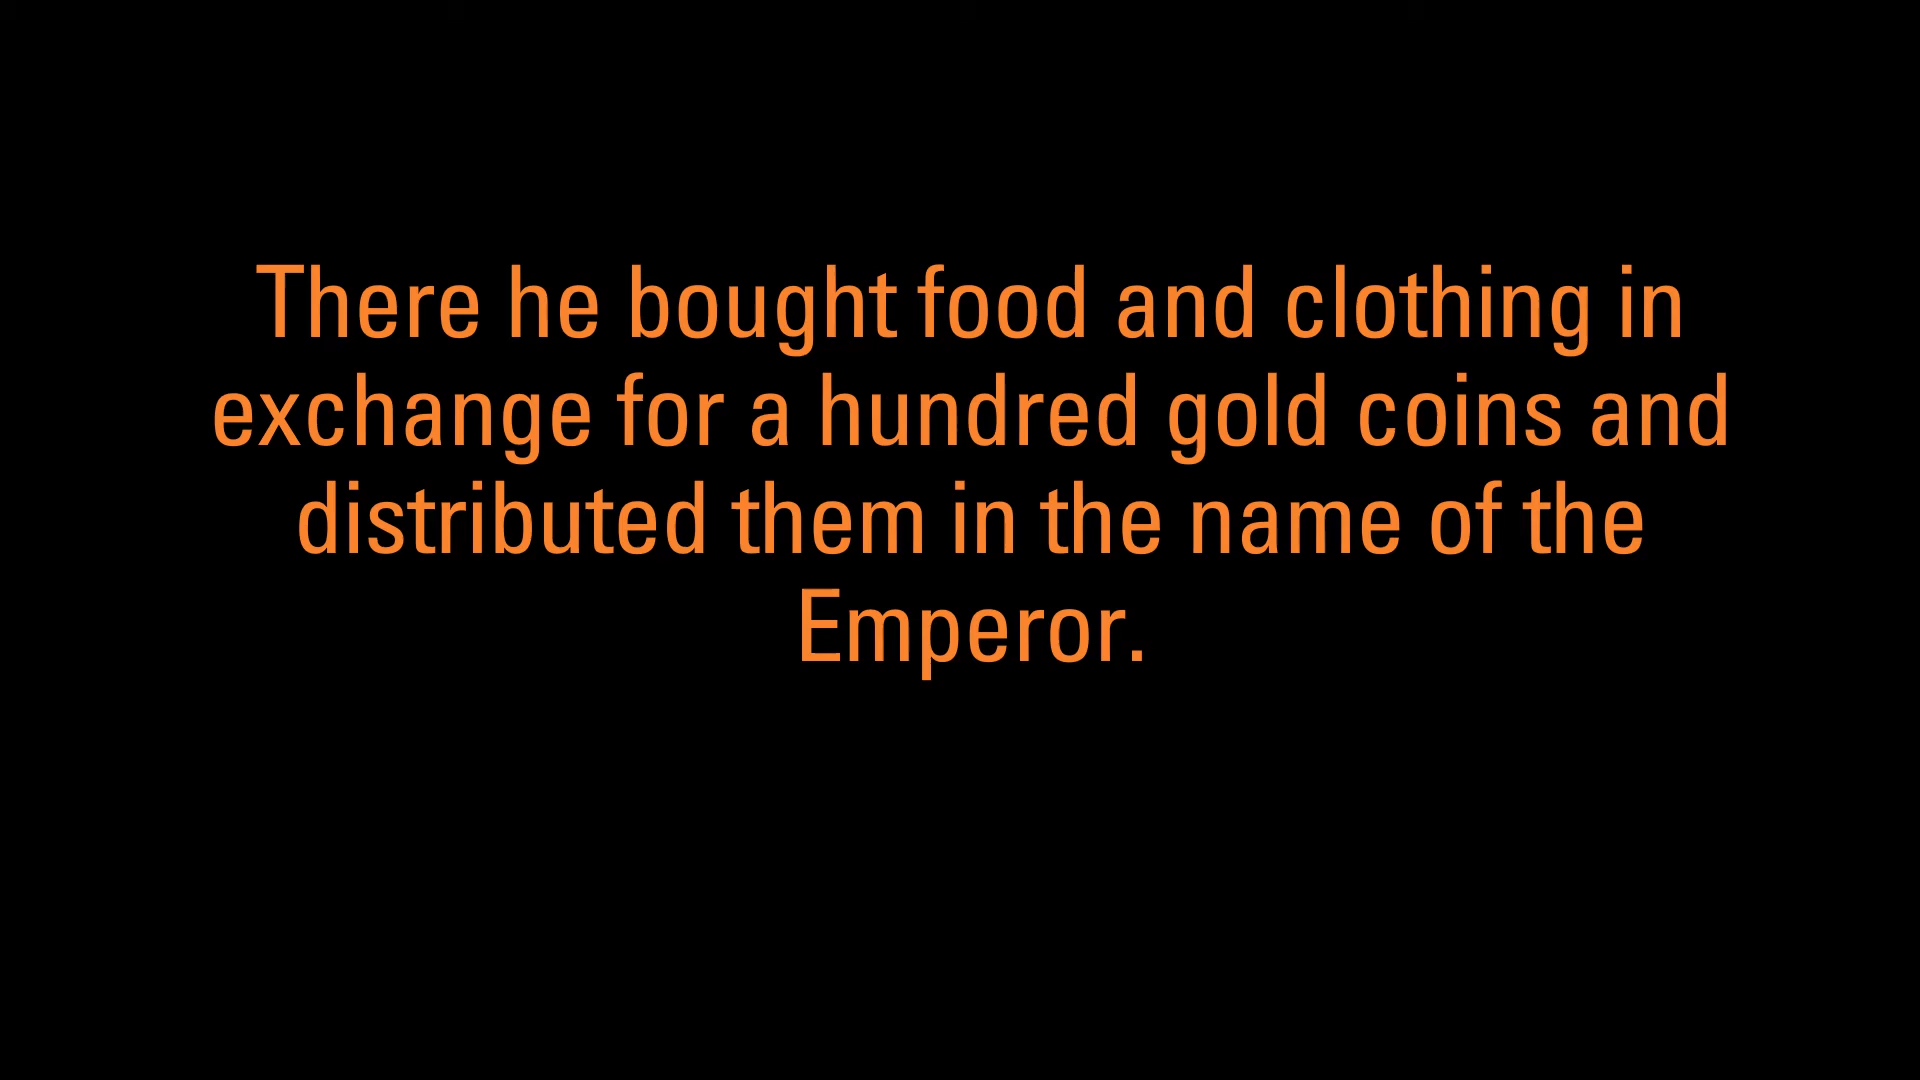 There he bought food and clothing in
exchange for a hundred gold coins and
distributed them in the name of the
Emperor.